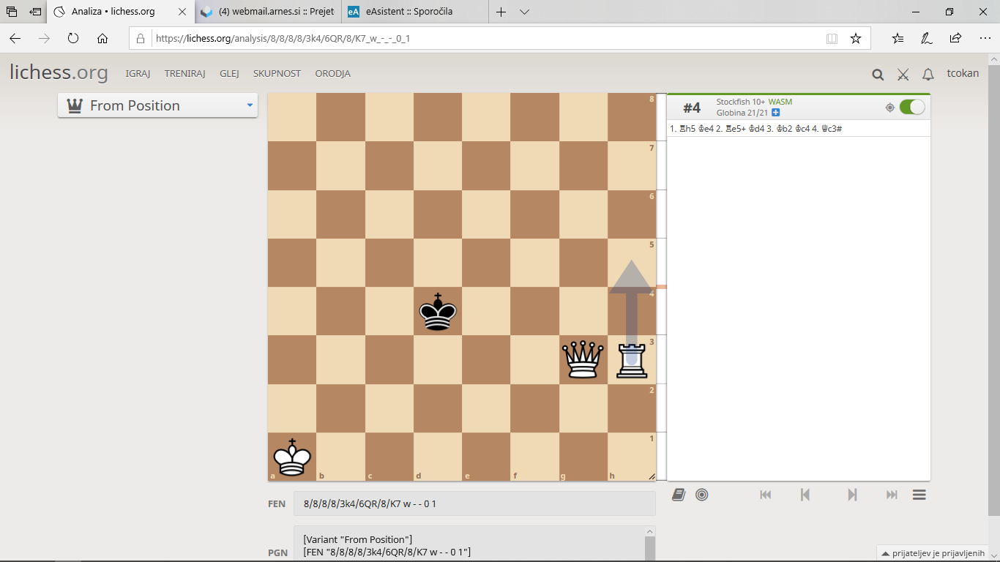 Analiza • lichess.org
(4) webmail.arnes.si :: Prejet
eA eAsistent :: Sporočila
https://lichess.org/analysis/8/8/8/8/3k4/6QR/8/K7_w_-_-_0_1
lichess.org IGRAJ TRENIRAJ GLEJ SKUPNOST ORODJA tcokan
From Position
8
7
6
5
4
3
2
1
a b c d e f g h
#4 Stockfish 10+ WASM
Globina 21/21
1. ♖h5 ♔e4 2. ♖e5+ ♔d4 3. ♔b2 ♔c4 4. ♕c3#
FEN 8/8/8/8/3k4/6QR/8/K7 w - - 0 1
PGN [Variant "From Position"]
[FEN "8/8/8/8/3k4/6QR/8/K7 w - - 0 1"]
prijateljev je prijavljenih